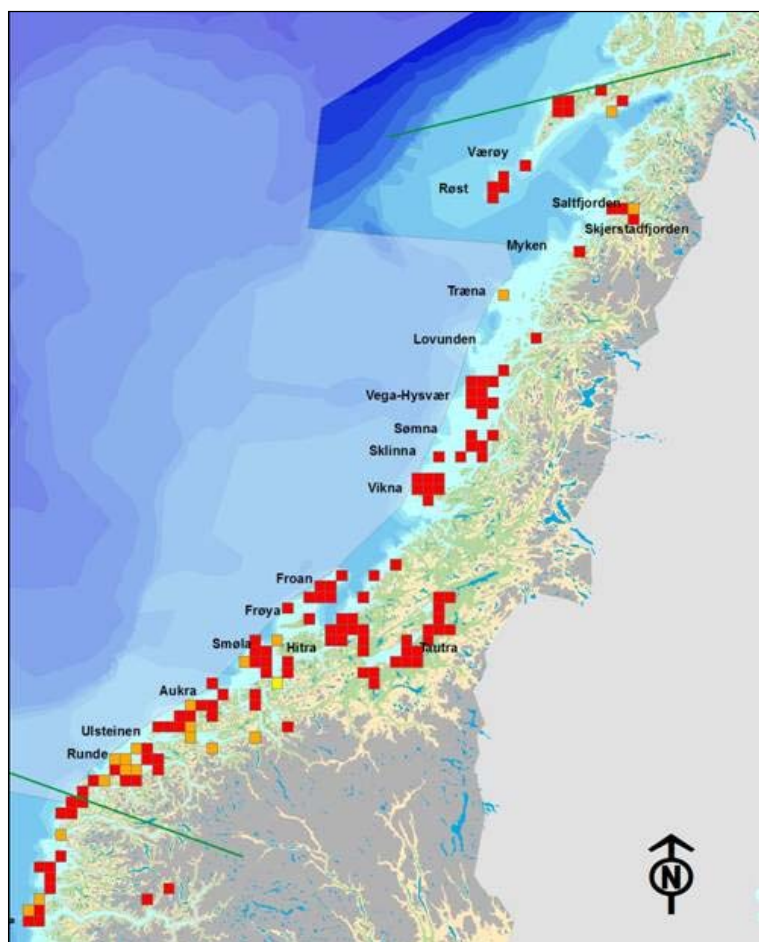 Værøy
Røst
Saltfjorden
Skjerstadfjorden
Myken
Træna
Lovunden
Vega-Hysvær
Sømna
Sklinna
Vikna
Froan
Frøya
Smøla
Hitra
Tautra
Aukra
Ulsteinen
Runde
N